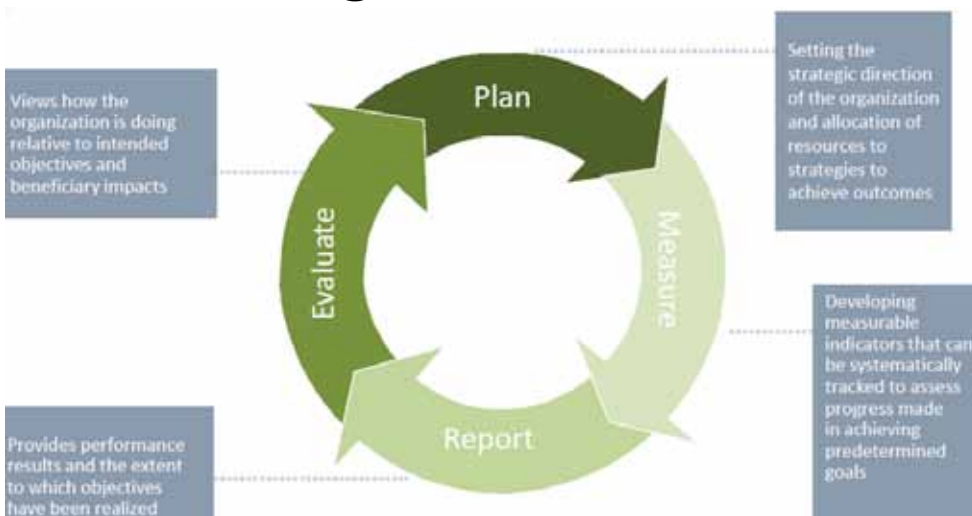 Plan
Setting the
strategic direction
of the organization
and allocation of
resources to
strategies to
achieve outcomes
Measure
Developing
measurable
indicators that can
be systematically
tracked to assess
progress made
in achieving
predetermined
goals
Report
Provides performance
results and the extent
to which objectives
have been realized
Evaluate
Views how the
organization is doing
relative to intended
objectives and
beneficiary impacts